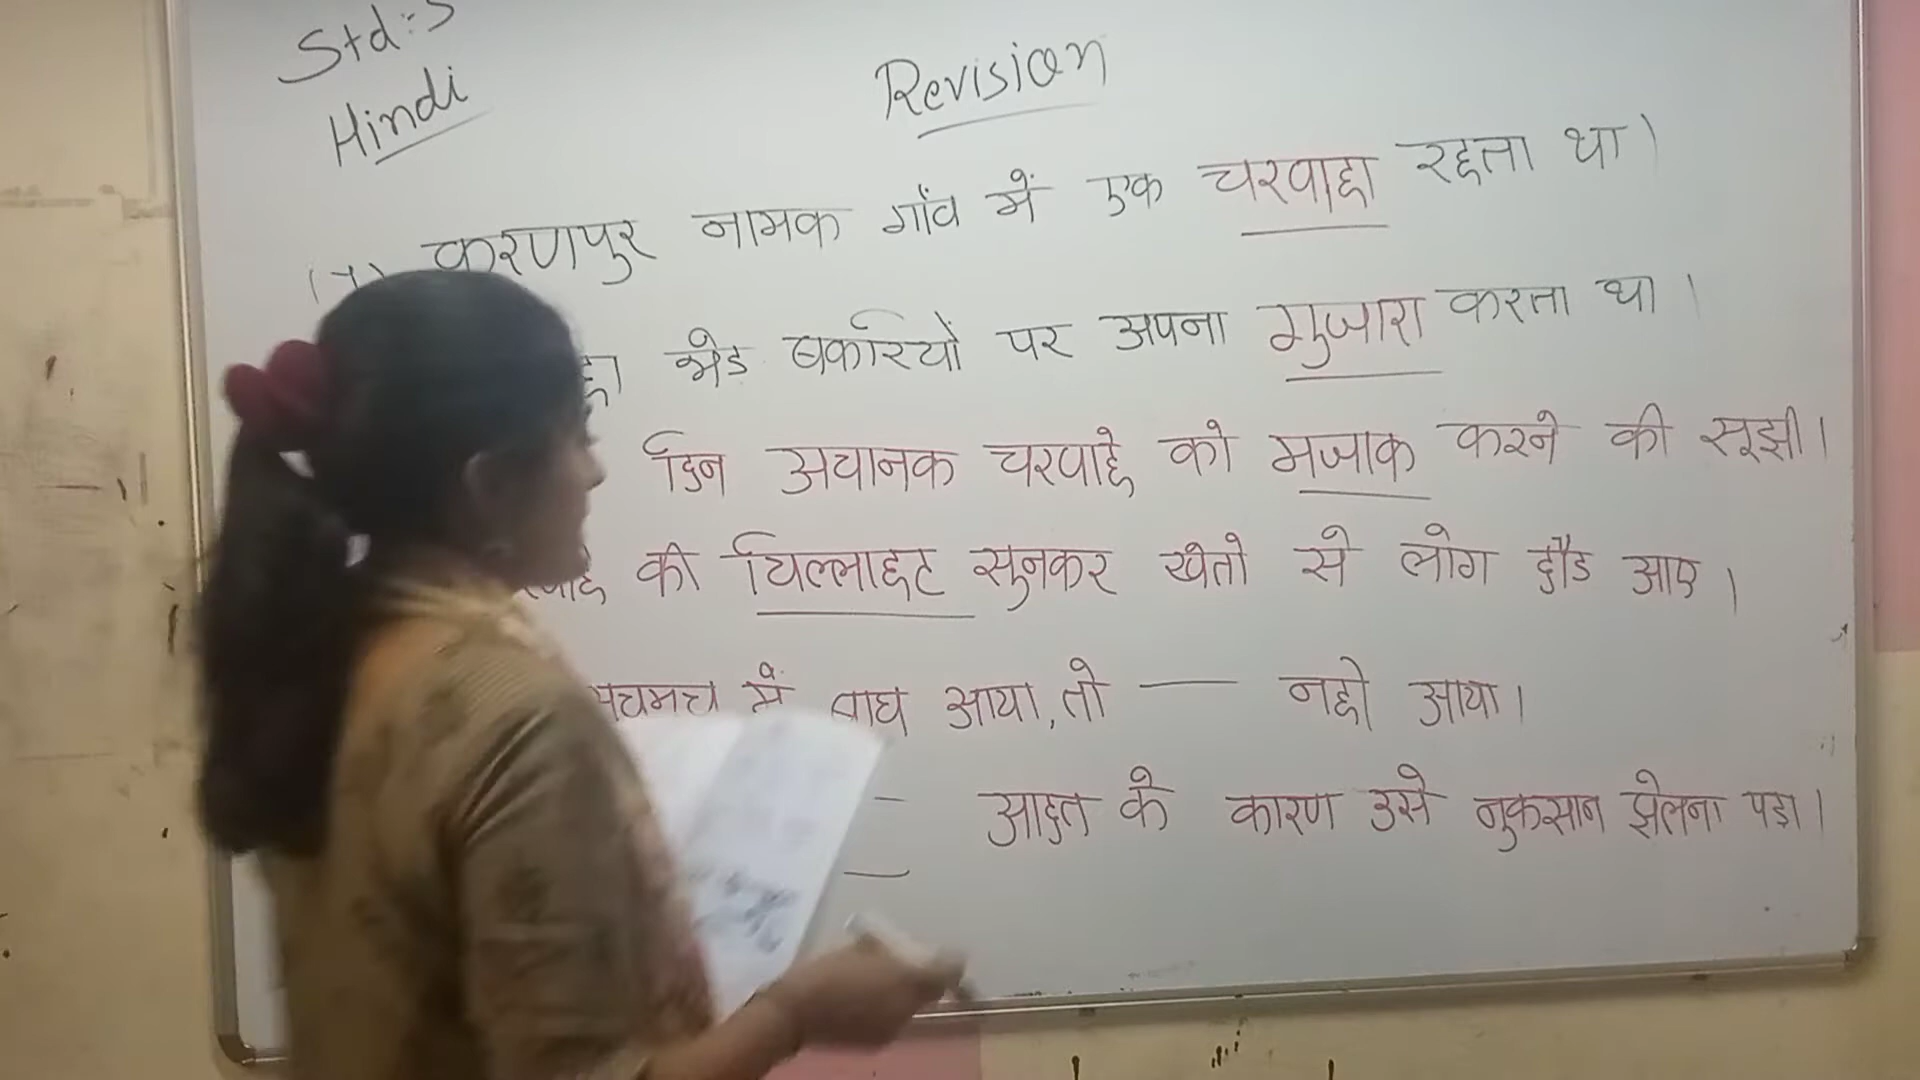 Std:-5
Hindi
Revision
करणपुर नामक गाँव में एक चरवाहा रहता था।
भेड बकरियों पर अपना गुजारा करता था।
दिन अचानक चरवाहे को मजाक करने की सूझी।
की चिल्लाहट सुनकर खेतो से लोग दौड आए।
में बाघ आया, तो — नही आया।
— आदत के कारण उसे नुकसान झेलना पडा।